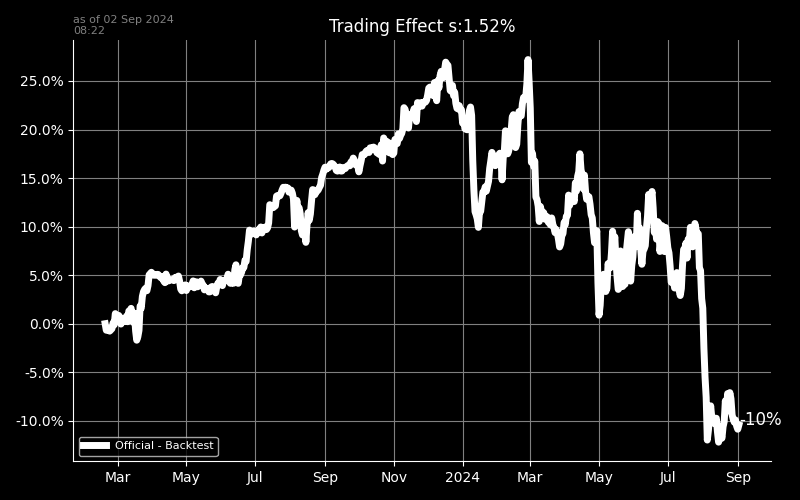 as of 02 Sep 2024
08:22
Trading Effect s:1.52%
25.0%
20.0%
15.0%
10.0%
5.0%
0.0%
-5.0%
-10.0%
-10%
Official - Backtest
Mar
May
Jul
Sep
Nov
2024
Mar
May
Jul
Sep